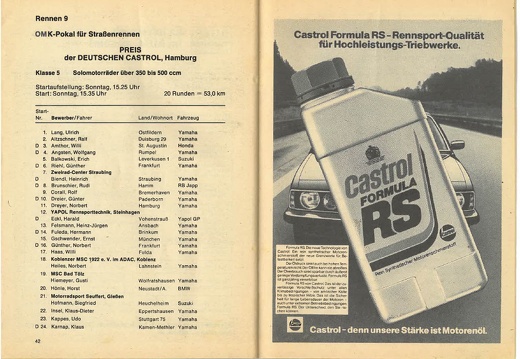 Rennen 9
OMK-Pokal für Straßenrennen
PREIS
der DEUTSCHEN CASTROL, Hamburg
Klasse 5 Solomotorräder über 350 bis 500 ccm
Startaufstellung: Sonntag, 15.25 Uhr
Start: Sonntag, 15.35 Uhr 20 Runden = 53,0 km
Start-
Nr. Bewerber/Fahrer Land/Wohnort Fahrzeug
1. Lang, Ulrich Ostfildern Yamaha
2. Altzschner, Ralf Duisburg 29 Yamaha
D 3. Amthor, Willi St. Augustin Honda
D 4. Angsten, Wolfgang Rumpel Yamaha
5. Balkowski, Erich Leverkusen 1 Suzuki
D 6. Riehl, Günther Frankfurt Yamaha
7. Zweirad-Center Straubing
Biendl, Heinrich Straubing Yamaha
D 8. Brunschier, Rudi Hamm RB Japp
9. Corall, Rolf Bremerhaven Yamaha
D 10. Dreier, Günter Paderborn Yamaha
11. Dreyer, Norbert Hamburg Yamaha
12. YAPOL Rennsporttechnik, Steinhagen
D Eckl, Harald Vohenstrauß Yapol GP
13. Felsmann, Heinz-Jürgen Ansbach Yamaha
D 14. Fuleda, Hermann Brinkum Yamaha
15. Gschwender, Ernst München Yamaha
D 16. Günther, Norbert Frankfurt Yamaha
17. Haas, Willi Fulda Yamaha
18. Koblenzer MSC 1922 e. V. im ADAC, Koblenz
Heinze, Norbert Lahnstein Yamaha
19. MSC Bad Tölz
Hiemeyer, Gusti Wolfratshausen Yamaha
20. Hörda, Horst Neustadt/A BMW
21. Motorradsport Saufert, Gießen
Hofmann, Siegfried Heuchelheim Suzuki
22. Insel, Klaus-Dieter Eppertshausen Yamaha
23. Kappes, Udo Stuttgart 75 Yamaha
D 24. Karnap, Klaus Kamen-Methler Yamaha
42
Castrol Formula RS – Rennsport-Qualität
für Hochleistungs-Triebwerke.
Castrol
FORMULA
RS
Castrol – denn unsere Stärke ist Motorenöl.